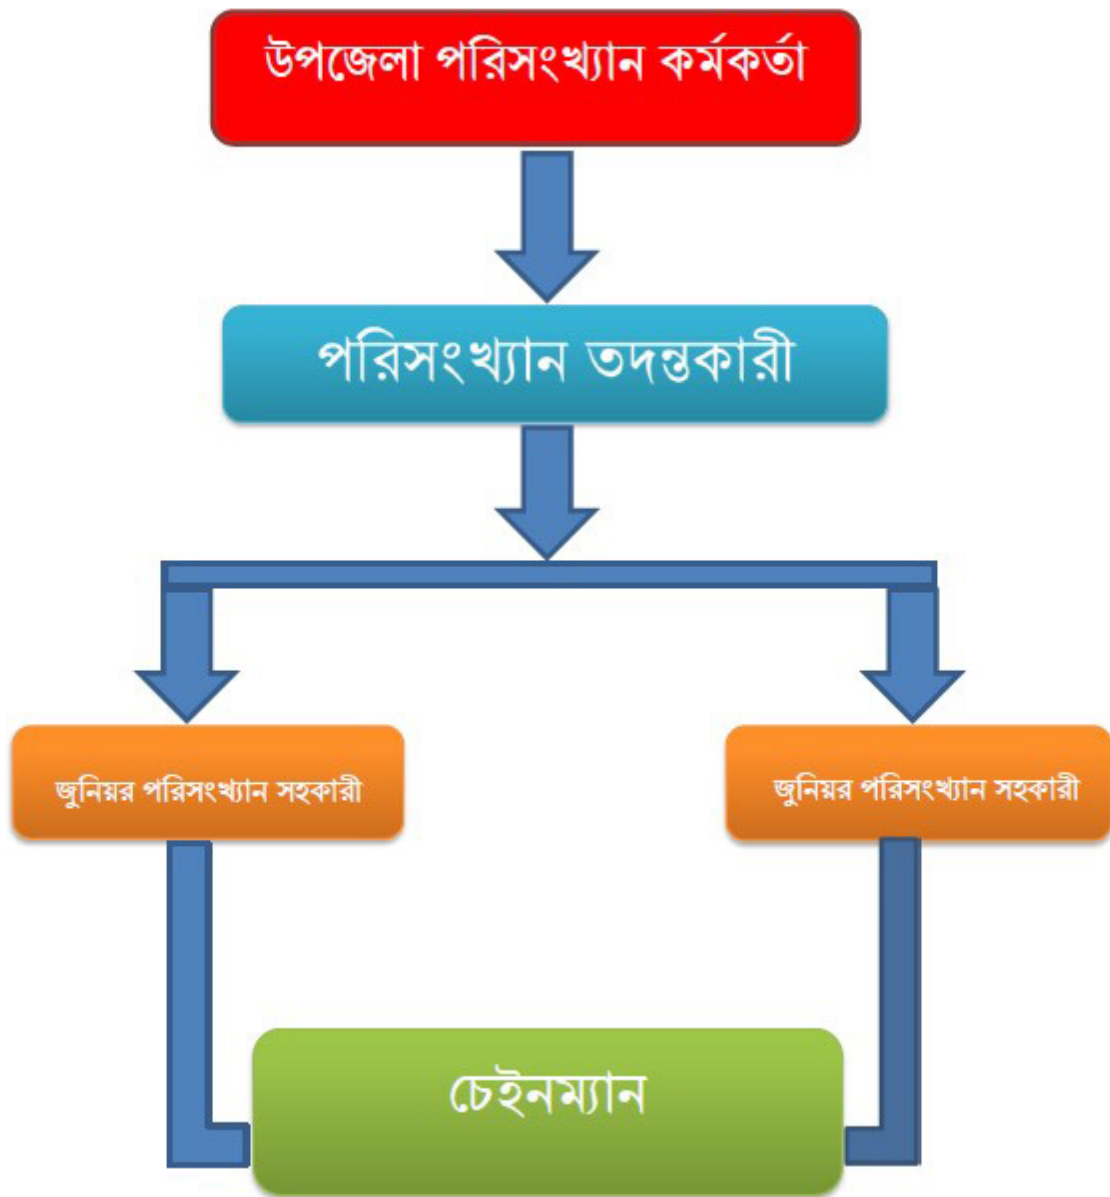 উপজেলা পরিসংখ্যান কর্মকর্তা
পরিসংখ্যান তদন্তকারী
জুনিয়র পরিসংখ্যান সহকারী
জুনিয়র পরিসংখ্যান সহকারী
চেইনম্যান